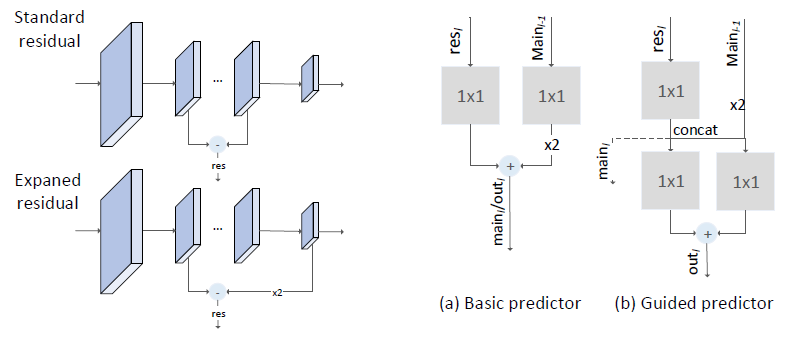 Standard
residual
...
-
res
Expaned
residual
...
-
x2
res
res_l
Main_{l-1}
1x1
1x1
x2
+
main_l/out_l
(a) Basic predictor
res_l
Main_{l-1}
1x1
x2
concat
main_l
1x1
1x1
+
out_l
(b) Guided predictor